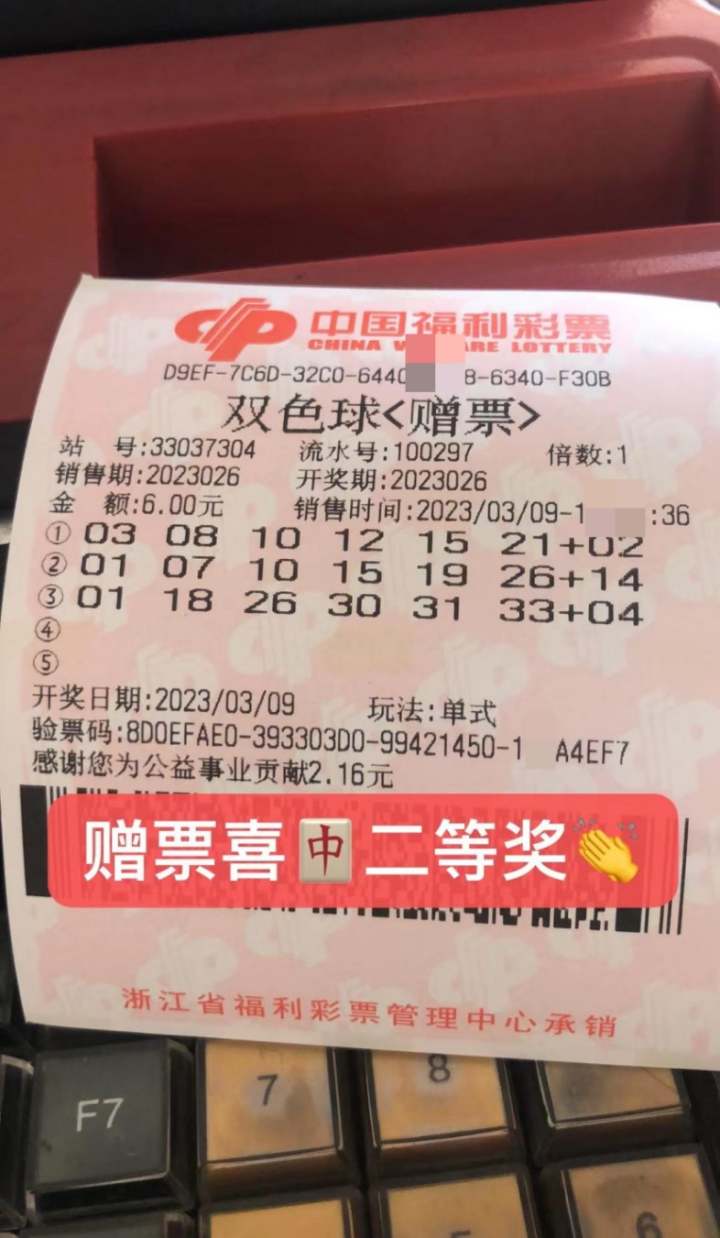 中国福利彩票
CHINA W ARE LOTTERY
D9EF-7C6D-32C0-6440 8-6340-F30B
双色球<赠票>
站 号:33037304 流水号:100297 倍数:1
销售期:2023026 开奖期:2023026
金 额:6.00元 销售时间:2023/03/09-1 :36
① 03 08 10 12 15 21+02
② 01 07 10 15 19 26+14
③ 01 18 26 30 31 33+04
④
⑤
开奖日期:2023/03/09 玩法:单式
验票码:8D0EFAE0-393303D0-99421450-1 A4EF7
感谢您为公益事业贡献2.16元
赠票喜🀄二等奖👏
浙江省福利彩票管理中心承销
F7
7
8
6